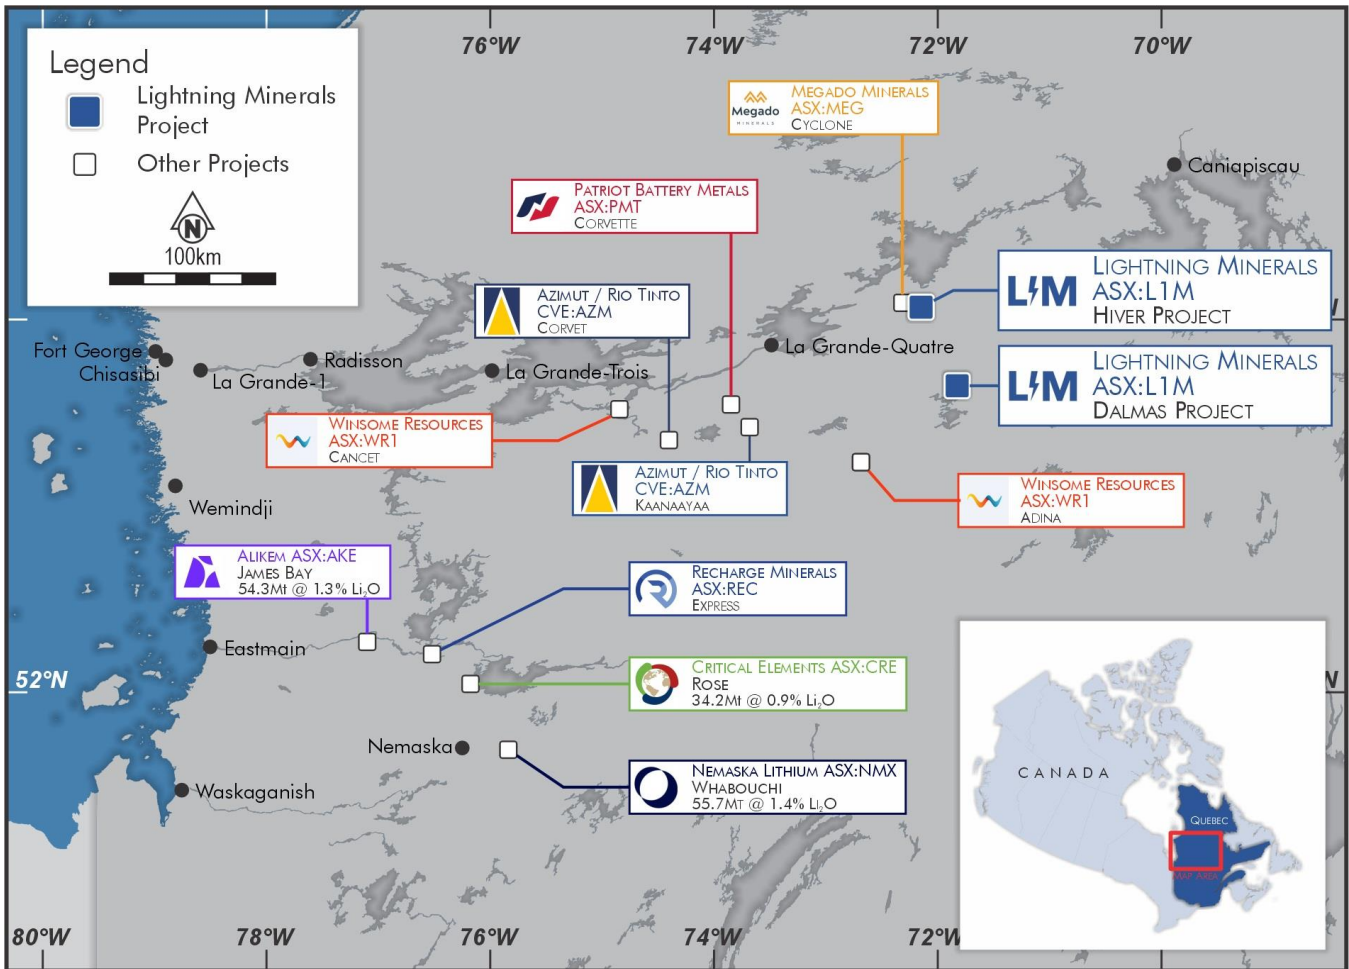 76°W
74°W
72°W
70°W
Legend
Lightning Minerals
Project
Other Projects
N
100km
Megado
MINERALS
MEGADO MINERALS
ASX:MEG
CYCLONE
Caniapiscau
PATRIOT BATTERY METALS
ASX:PMT
CORVETTE
LIM
LIGHTNING MINERALS
ASX:L1M
HIVER PROJECT
AZIMUT / RIO TINTO
CVE:AZM
CORVET
N
Fort George
Chisasibi
La Grande-1
Radisson
La Grande-Trois
La Grande-Quatre
LIM
LIGHTNING MINERALS
ASX:L1M
DALMAS PROJECT
WINSOME RESOURCES
ASX:WR1
CANCET
AZIMUT / RIO TINTO
CVE:AZM
KAANAAYAA
WINSOME RESOURCES
ASX:WR1
ADINA
Wemindji
ALIKEM ASX:AKE
JAMES BAY
54.3Mt @ 1.3% Li₂O
RECHARGE MINERALS
ASX:REC
EXPRESS
Eastmain
52°N
N
CRITICAL ELEMENTS ASX:CRE
ROSE
34.2Mt @ 0.9% Li₂O
Nemaska
NEMASKA LITHIUM ASX:NMX
WHABOUCHI
55.7MT @ 1.4% Li₂O
Waskaganish
CANADA
QUEBEC
MAP AREA
80°W
78°W
76°W
74°W
72°W